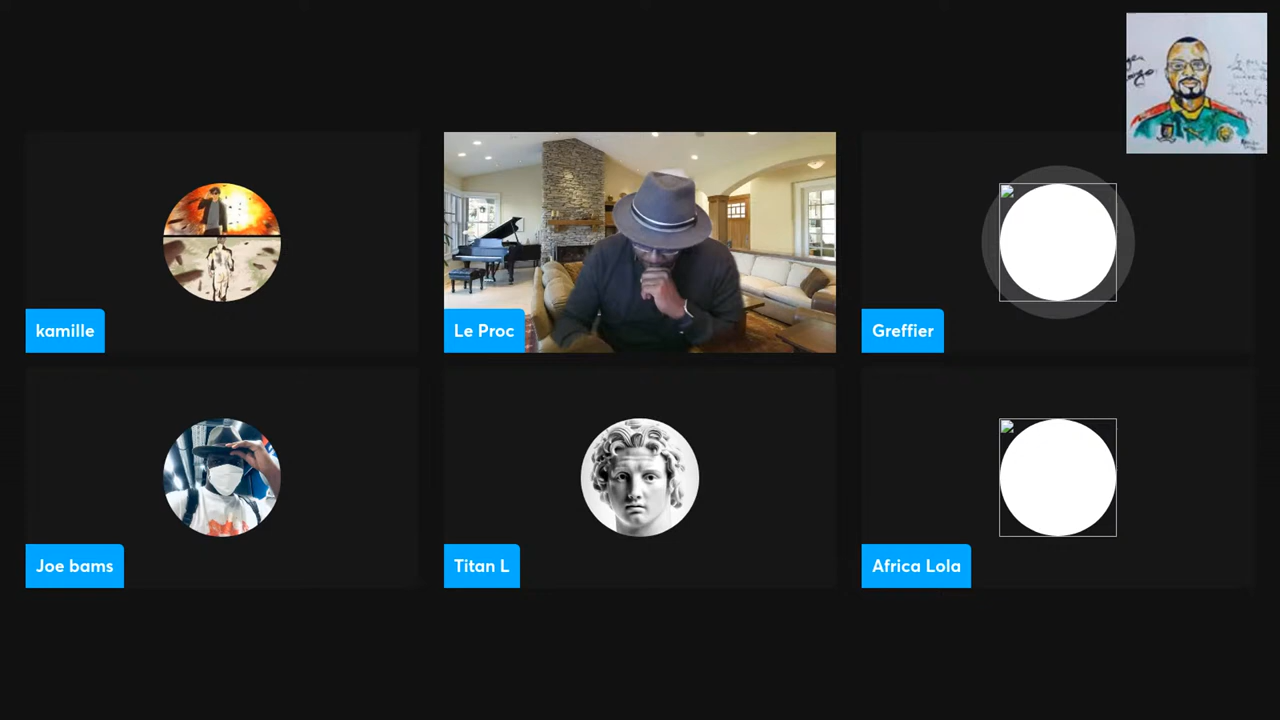 kamille
Le Proc
Greffier
Joe bams
Titan L
Africa Lola